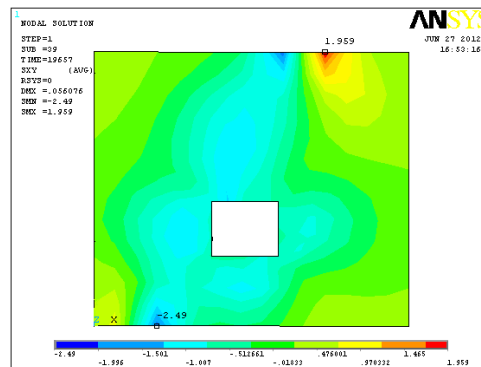 1
NODAL SOLUTION
ANSYS
STEP=1
SUB =39
TIME=19657
SXY (AVG)
RSYS=0
DMX =.056076
SMN =-2.49
SMX =1.959
JUN 27 2012
16:53:16
1.959
X
-2.49
-2.49 -1.501 -.512661 .476001 1.465
-1.996 -1.007 -.01833 .970332 1.959